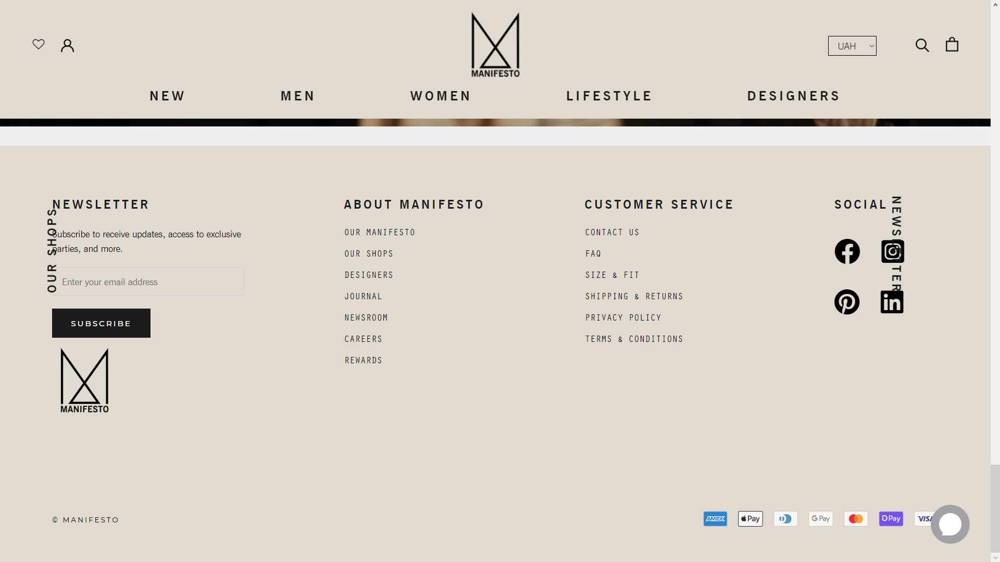 MANIFESTO
UAH
NEW
MEN
WOMEN
LIFESTYLE
DESIGNERS
NEWSLETTER
Subscribe to receive updates, access to exclusive
parties, and more.
Enter your email address
SUBSCRIBE
MANIFESTO
OUR SHOPS
ABOUT MANIFESTO
OUR MANIFESTO
OUR SHOPS
DESIGNERS
JOURNAL
NEWSROOM
CAREERS
REWARDS
CUSTOMER SERVICE
CONTACT US
FAQ
SIZE & FIT
SHIPPING & RETURNS
PRIVACY POLICY
TERMS & CONDITIONS
SOCIAL
in
NEWSLETTER
© MANIFESTO
AMEX
Pay
G Pay
Pay
VISA